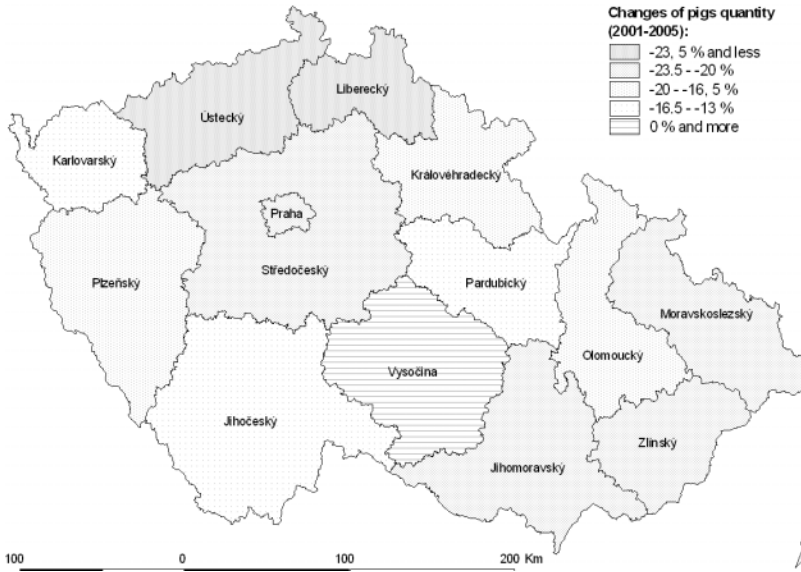 Changes of pigs quantity
(2001-2005):
-23, 5 % and less
-23.5 - -20 %
-20 - -16, 5 %
-16.5 - -13 %
0 % and more
Liberecký
Ústecký
Karlovarský
Královéhradecký
Praha
Středočeský
Plzeňský
Pardubický
Moravskoslezský
Olomoucký
Vysočina
Jihočeský
Zlínský
Jihomoravský
100 0 100 200 Km